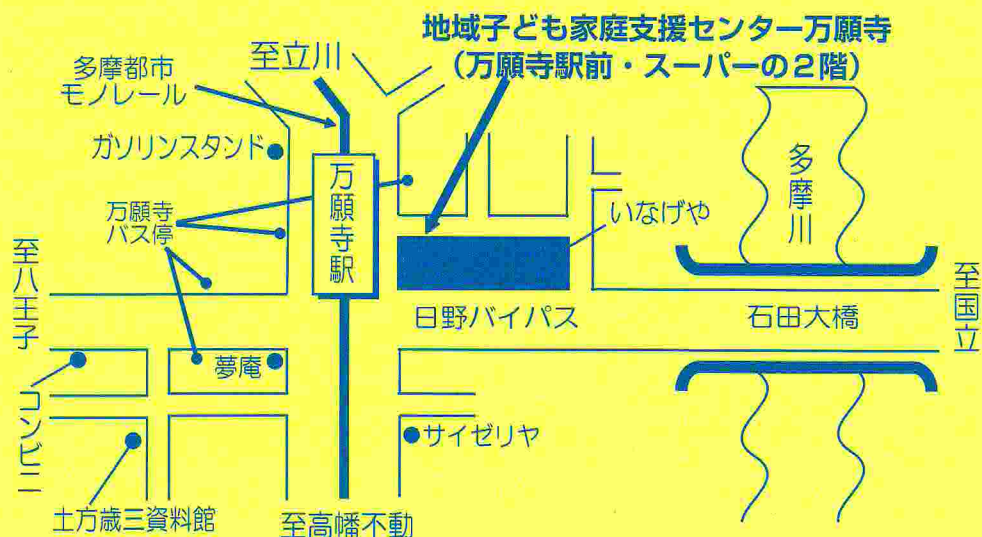 地域子ども家庭支援センター万願寺
(万願寺駅前・スーパーの2階)
至立川
多摩都市
モノレール
ガソリンスタンド
万願寺駅
万願寺
バス停
いなげや
多摩川
至八王子
日野バイパス
石田大橋
至国立
夢庵
コンビニ
サイゼリヤ
土方歳三資料館
至高幡不動